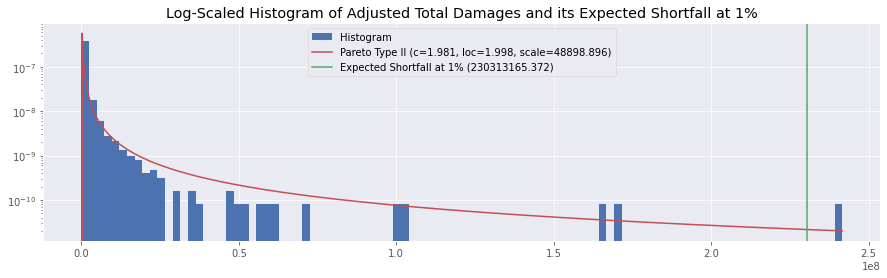 Log-Scaled Histogram of Adjusted Total Damages and its Expected Shortfall at 1%
Histogram
Pareto Type II (c=1.981, loc=1.998, scale=48898.896)
Expected Shortfall at 1% (230313165.372)
10⁻⁷
10⁻⁸
10⁻⁹
10⁻¹⁰
0.0 0.5 1.0 1.5 2.0 2.5
1e8